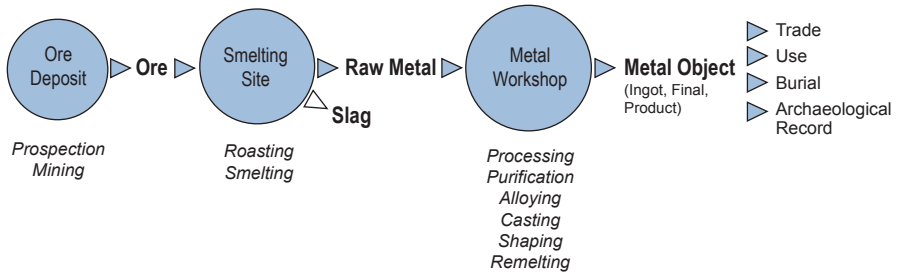 Ore
Deposit
Ore
Smelting
Site
Raw Metal
Slag
Metal
Workshop
Metal Object
(Ingot, Final,
Product)
Trade
Use
Burial
Archaeological
Record
Prospection
Mining
Roasting
Smelting
Processing
Purification
Alloying
Casting
Shaping
Remelting